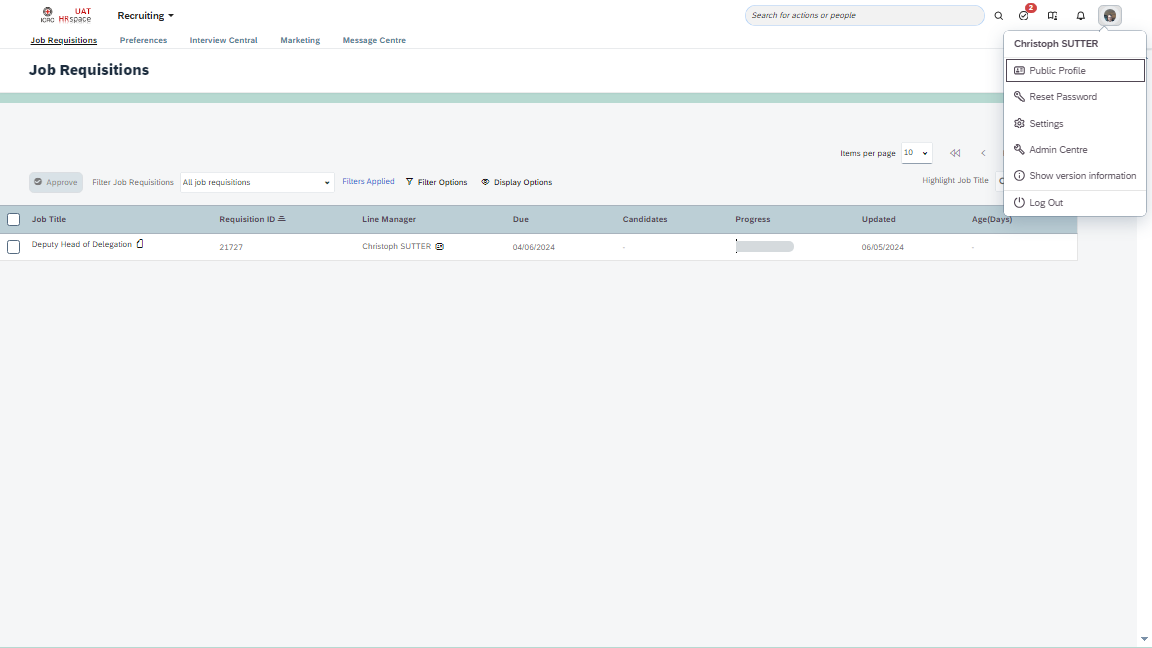 ICRC
UAT
HRspace
Recruiting
Search for actions or people
2
Job Requisitions
Preferences
Interview Central
Marketing
Message Centre
Christoph SUTTER
Public Profile
Reset Password
Settings
Admin Centre
Show version information
Log Out
Job Requisitions
Items per page
10
Approve
Filter Job Requisitions
All job requisitions
Filters Applied
Filter Options
Display Options
Highlight Job Title
Job Title
Requisition ID
Line Manager
Due
Candidates
Progress
Updated
Age(Days)
Deputy Head of Delegation
21727
Christoph SUTTER
04/06/2024
-
06/05/2024
-